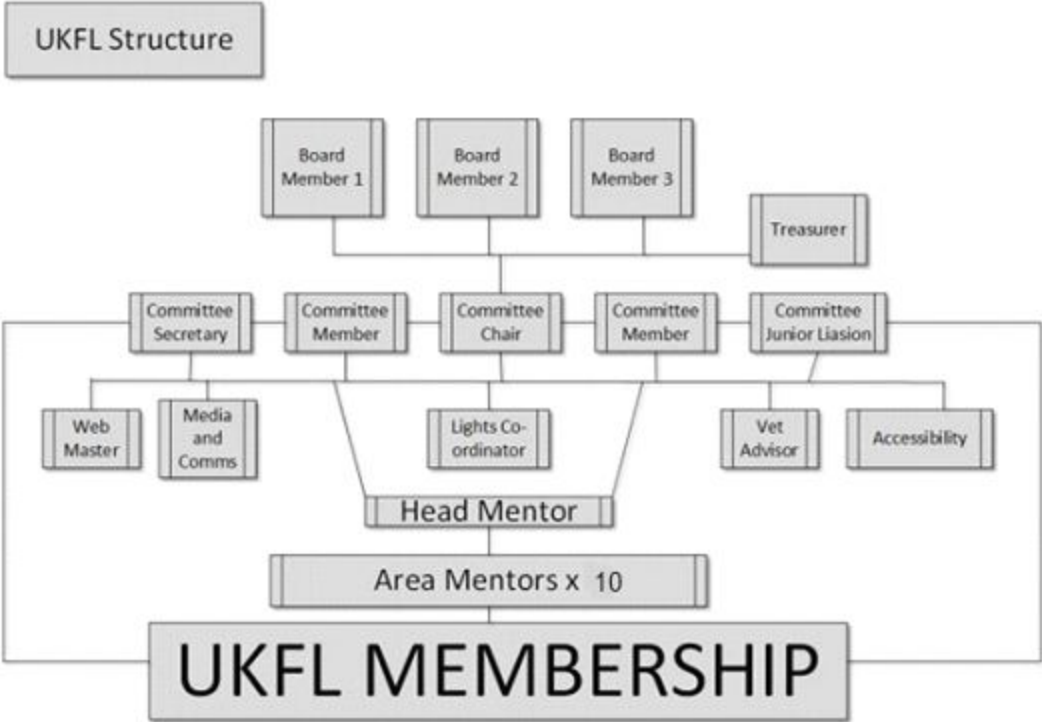 UKFL Structure
Board
Member 1
Board
Member 2
Board
Member 3
Treasurer
Committee
Secretary
Committee
Member
Committee
Chair
Committee
Member
Committee
Junior Liasion
Web
Master
Media
and
Comms
Lights Co-
ordinator
Vet
Advisor
Accessibility
Head Mentor
Area Mentors x 10
UKFL MEMBERSHIP